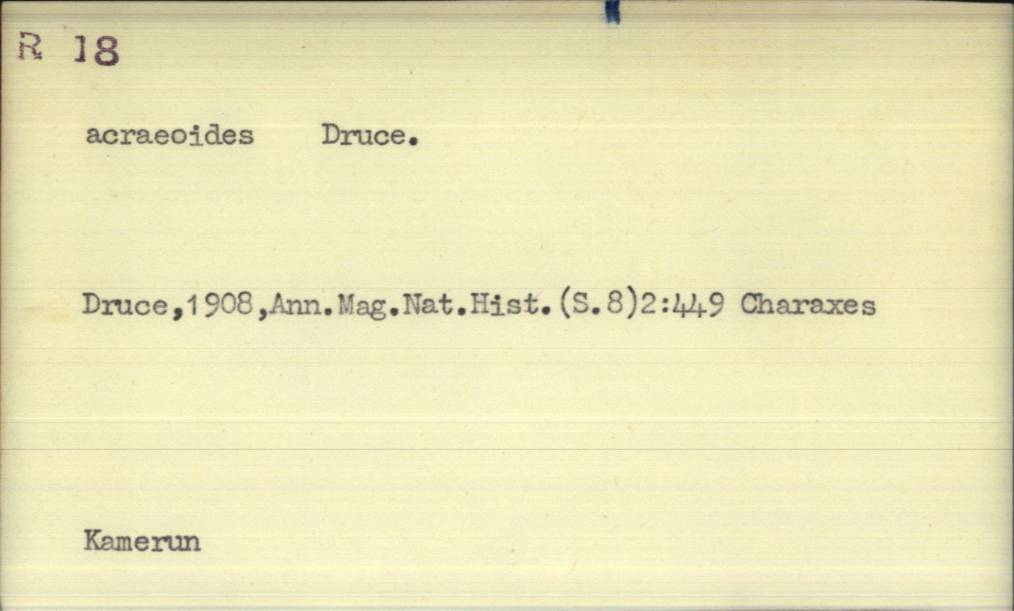 R 18
acraeoides Druce.
Druce,1908,Ann.Mag.Nat.Hist.(S.8)2:449 Charaxes
Kamerun